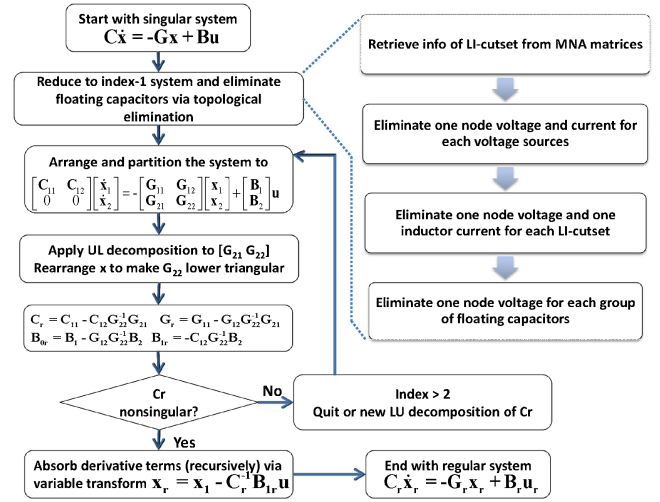 Start with singular system
Cẋ = -Gx + Bu
Reduce to index-1 system and eliminate
floating capacitors via topological
elimination
Arrange and partition the system to
[C₁₁ C₁₂; 0 0][ẋ₁; ẋ₂] = -[G₁₁ G₁₂; G₂₁ G₂₂][x₁; x₂] + [B₁; B₂]u
Apply UL decomposition to [G₂₁ G₂₂]
Rearrange x to make G₂₂ lower triangular
Cᵣ = C₁₁ - C₁₂G₂₂⁻¹G₂₁ Gᵣ = G₁₁ - G₁₂G₂₂⁻¹G₂₁
B₀ᵣ = B₁ - G₁₂G₂₂⁻¹B₂ B₁ᵣ = -C₁₂G₂₂⁻¹B₂
Cr
nonsingular?
No
Index > 2
Quit or new LU decomposition of Cr
Yes
Absorb derivative terms (recursively) via
variable transform xᵣ = x₁ - Cᵣ⁻¹B₁ᵣu
End with regular system
Cᵣẋᵣ = -Gᵣxᵣ + Bᵣuᵣ
Retrieve info of LI-cutset from MNA matrices
Eliminate one node voltage and current for
each voltage sources
Eliminate one node voltage and one
inductor current for each LI-cutset
Eliminate one node voltage for each group
of floating capacitors